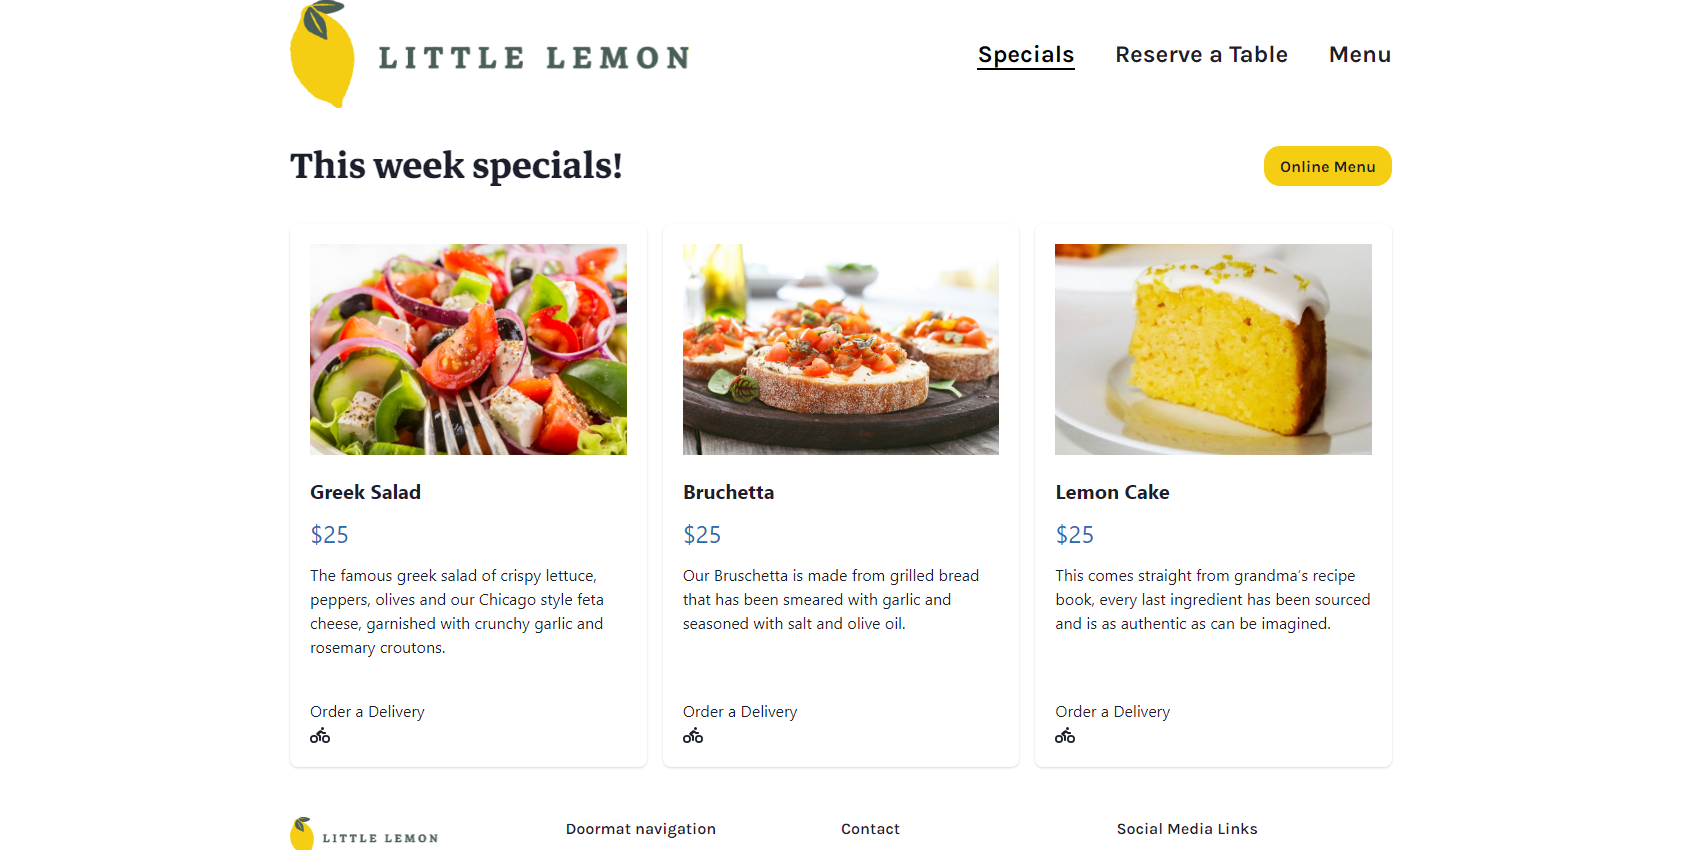 LITTLE LEMON
Specials
Reserve a Table
Menu
This week specials!
Online Menu
Greek Salad
$25
The famous greek salad of crispy lettuce,
peppers, olives and our Chicago style feta
cheese, garnished with crunchy garlic and
rosemary croutons.
Order a Delivery
Bruchetta
$25
Our Bruschetta is made from grilled bread
that has been smeared with garlic and
seasoned with salt and olive oil.
Order a Delivery
Lemon Cake
$25
This comes straight from grandma's recipe
book, every last ingredient has been sourced
and is as authentic as can be imagined.
Order a Delivery
LITTLE LEMON
Doormat navigation
Contact
Social Media Links